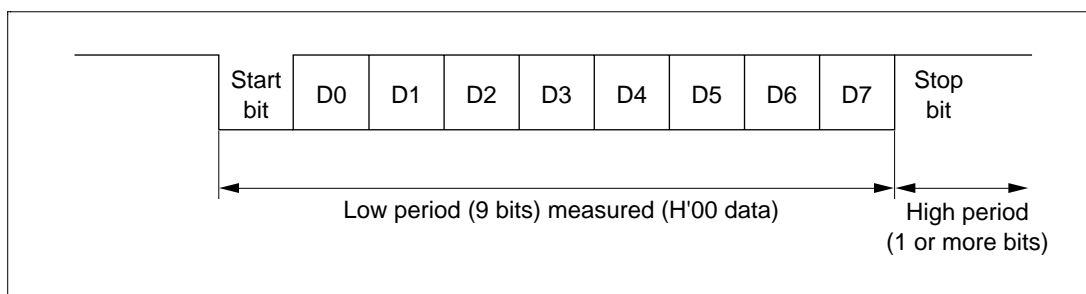 Start
bit
D0
D1
D2
D3
D4
D5
D6
D7
Stop
bit
Low period (9 bits) measured (H'00 data)
High period
(1 or more bits)